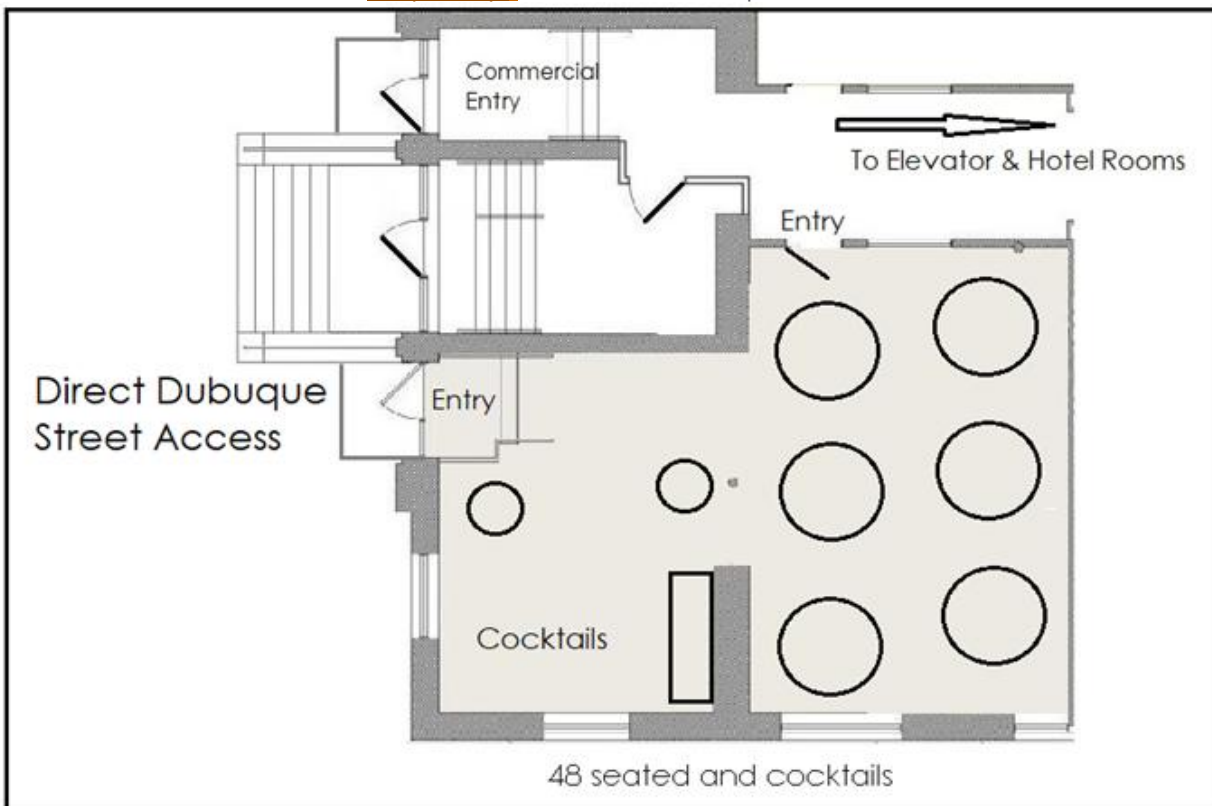 Commercial
Entry
To Elevator & Hotel Rooms
Entry
Direct Dubuque
Street Access
Entry
Cocktails
48 seated and cocktails